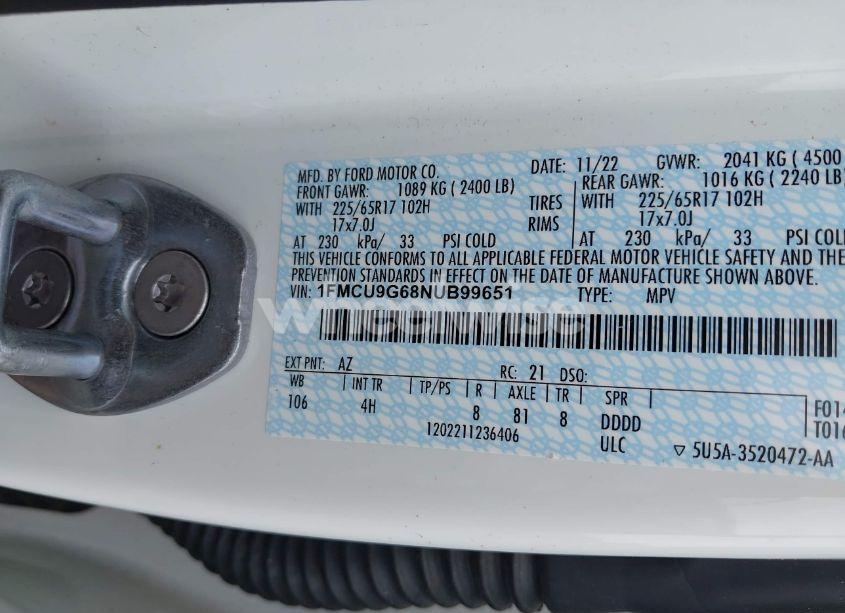 MFD. BY FORD MOTOR CO. DATE: 11/22 GVWR: 2041 KG ( 4500
FRONT GAWR: 1089 KG ( 2400 LB) REAR GAWR: 1016 KG ( 2240 LB)
WITH 225/65R17 102H TIRES WITH 225/65R17 102H
17x7.0J RIMS 17x7.0J
AT 230 kPa/ 33 PSI COLD AT 230 kPa/ 33 PSI COLD
THIS VEHICLE CONFORMS TO ALL APPLICABLE FEDERAL MOTOR VEHICLE SAFETY AND THE
PREVENTION STANDARDS IN EFFECT ON THE DATE OF MANUFACTURE SHOWN ABOVE.
VIN: 1FMCU9G68NUB99651 TYPE: MPV
wheelwise
EXT PNT: AZ RC: 21 DSO:
WB INT TR TP/PS R AXLE TR SPR
106 4H 8 81 8 DDDD F014
1202211236406 ULC T016
5U5A-3520472-AA